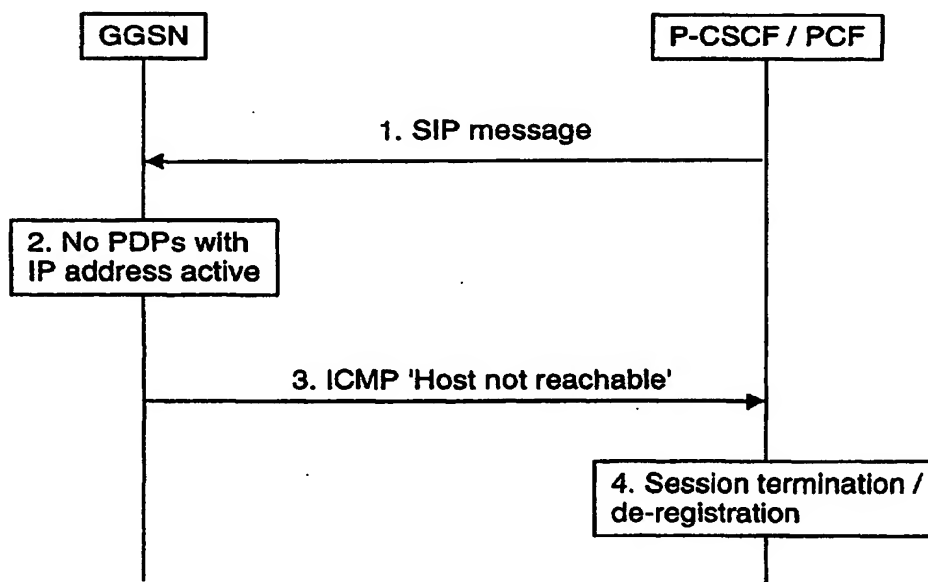 GGSN
P-CSCF / PCF
1. SIP message
2. No PDPs with
IP address active
3. ICMP 'Host not reachable'
4. Session termination /
de-registration